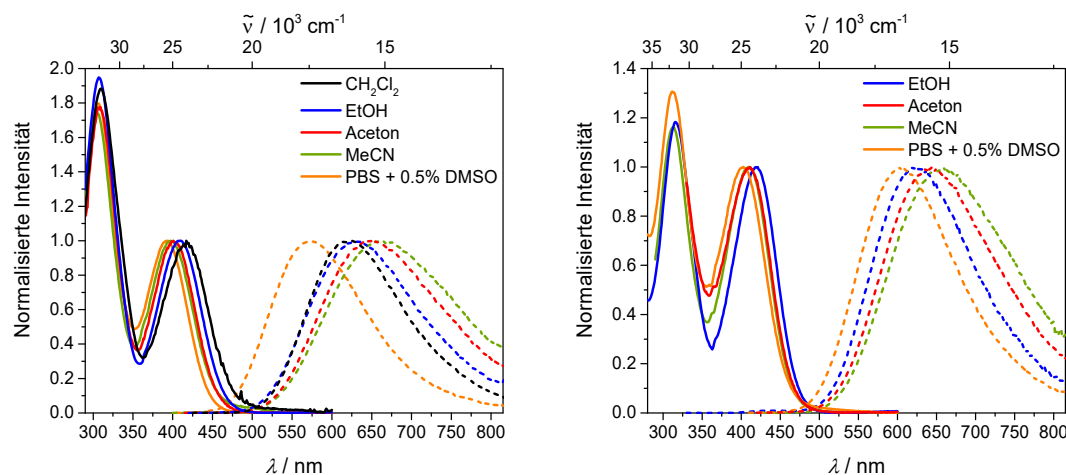 ν̃ / 10³ cm⁻¹
30 25 20 15
2.0
1.8
1.6
1.4
1.2
1.0
0.8
0.6
0.4
0.2
0.0
Normalisierte Intensität
CH₂Cl₂
EtOH
Aceton
MeCN
PBS + 0.5% DMSO
300 350 400 450 500 550 600 650 700 750 800
λ / nm
ν̃ / 10³ cm⁻¹
35 30 25 20 15
1.4
1.2
1.0
0.8
0.6
0.4
0.2
0.0
Normalisierte Intensität
EtOH
Aceton
MeCN
PBS + 0.5% DMSO
300 350 400 450 500 550 600 650 700 750 800
λ / nm